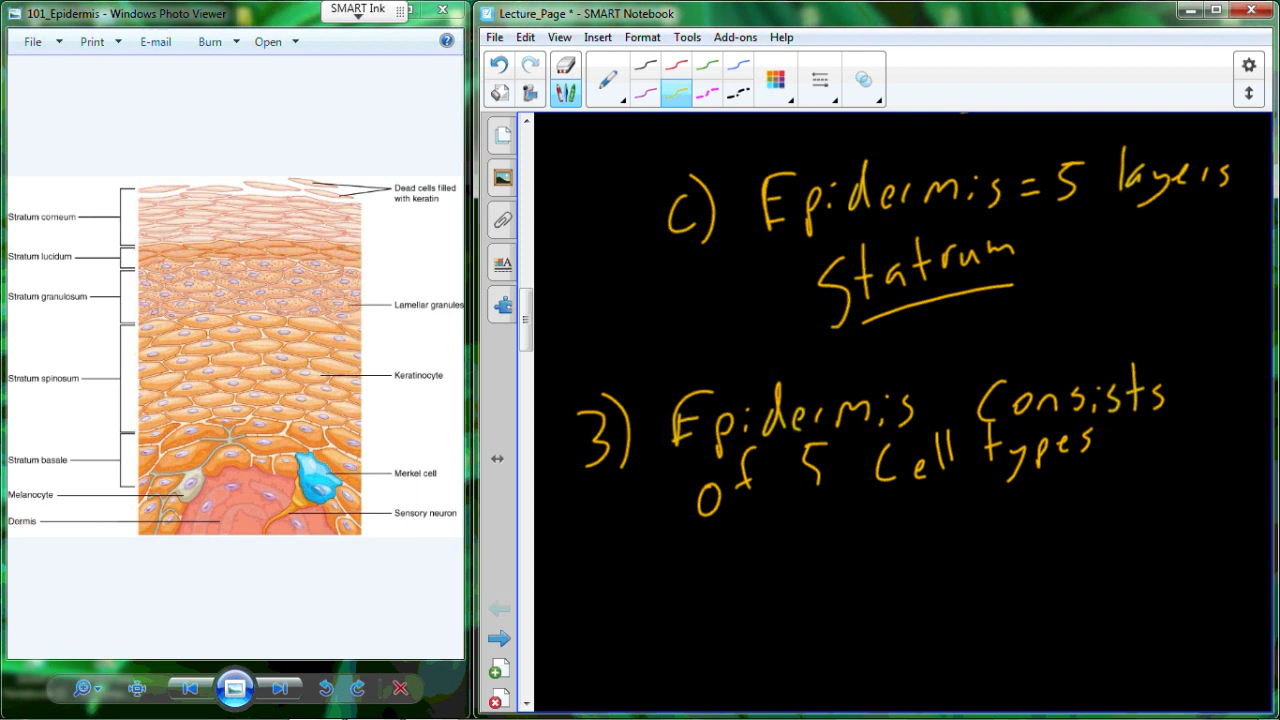 101_Epidermis - Windows Photo Viewer
SMART Ink
File Print E-mail Burn Open
Dead cells filled
with keratin
Stratum corneum
Stratum lucidum
Stratum granulosum
Lamellar granules
Keratinocyte
Stratum spinosum
Stratum basale
Merkel cell
Melanocyte
Sensory neuron
Dermis
Lecture_Page * - SMART Notebook
File Edit View Insert Format Tools Add-ons Help
c) Epidermis = 5 layers
Statrum
3) Epidermis Consists
of 5 Cell types